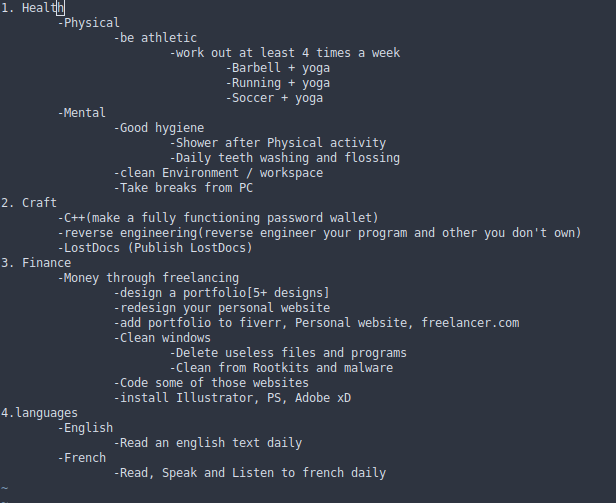 1. Health
-Physical
-be athletic
-work out at least 4 times a week
-Barbell + yoga
-Running + yoga
-Soccer + yoga
-Mental
-Good hygiene
-Shower after Physical activity
-Daily teeth washing and flossing
-clean Environment / workspace
-Take breaks from PC
2. Craft
-C++(make a fully functioning password wallet)
-reverse engineering(reverse engineer your program and other you don't own)
-LostDocs (Publish LostDocs)
3. Finance
-Money through freelancing
-design a portfolio[5+ designs]
-redesign your personal website
-add portfolio to fiverr, Personal website, freelancer.com
-Clean windows
-Delete useless files and programs
-Clean from Rootkits and malware
-Code some of those websites
-install Illustrator, PS, Adobe xD
4.languages
-English
-Read an english text daily
-French
-Read, Speak and Listen to french daily
~
~